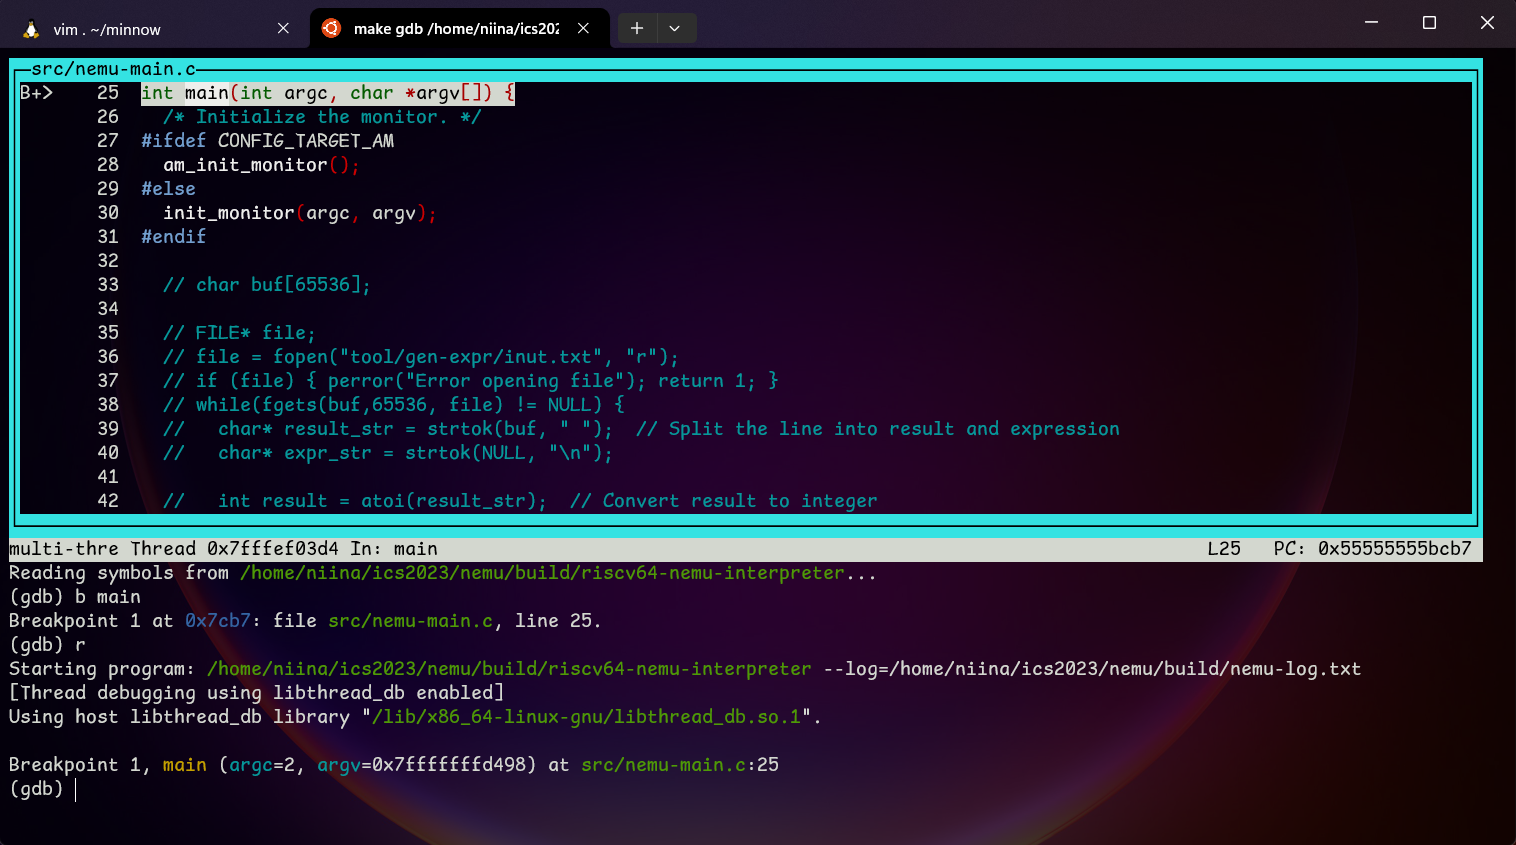 vim . ~/minnow
make gdb /home/niina/ics202
src/nemu-main.c
B+> 25 int main(int argc, char *argv[]) {
26 /* Initialize the monitor. */
27 #ifdef CONFIG_TARGET_AM
28 am_init_monitor();
29 #else
30 init_monitor(argc, argv);
31 #endif
32
33 // char buf[65536];
34
35 // FILE* file;
36 // file = fopen("tool/gen-expr/inut.txt", "r");
37 // if (file) { perror("Error opening file"); return 1; }
38 // while(fgets(buf,65536, file) != NULL) {
39 //   char* result_str = strtok(buf, " ");  // Split the line into result and expression
40 //   char* expr_str = strtok(NULL, "\n");
41
42 //   int result = atoi(result_str);  // Convert result to integer
multi-thre Thread 0x7fffef03d4 In: main L25 PC: 0x55555555bcb7
Reading symbols from /home/niina/ics2023/nemu/build/riscv64-nemu-interpreter...
(gdb) b main
Breakpoint 1 at 0x7cb7: file src/nemu-main.c, line 25.
(gdb) r
Starting program: /home/niina/ics2023/nemu/build/riscv64-nemu-interpreter --log=/home/niina/ics2023/nemu/build/nemu-log.txt
[Thread debugging using libthread_db enabled]
Using host libthread_db library "/lib/x86_64-linux-gnu/libthread_db.so.1".
Breakpoint 1, main (argc=2, argv=0x7fffffffd498) at src/nemu-main.c:25
(gdb)